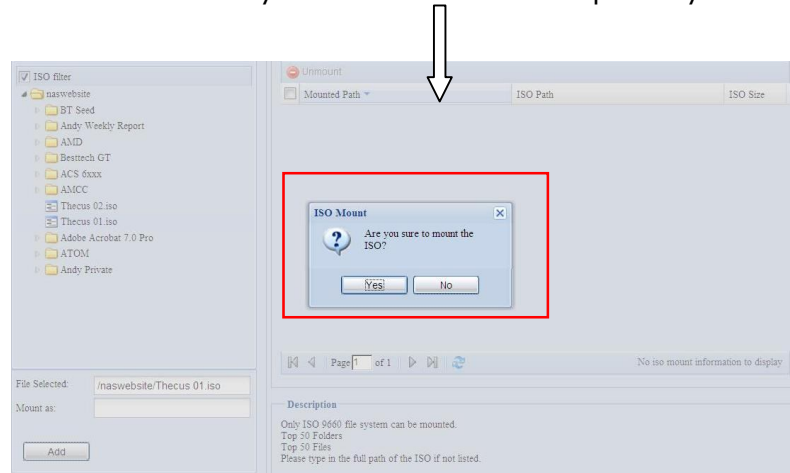 ISO filter
naswebsite
BT Seed
Andy Weekly Report
AMD
Besttech GT
ACS 6xxx
AMCC
Thecus 02.iso
Thecus 01.iso
Adobe Acrobat 7.0 Pro
ATOM
Andy Private
File Selected: /naswebsite/Thecus 01.iso
Mount as:
Add
Unmount
Mounted Path ISO Path ISO Size
ISO Mount
Are you sure to mount the
ISO?
Yes No
Page 1 of 1 No iso mount information to display
Description
Only ISO 9660 file system can be mounted.
Top 50 Folders
Top 50 Files
Please type in the full path of the ISO if not listed.